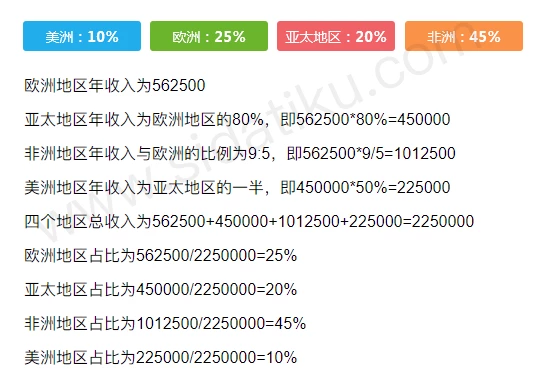 美洲：10% 欧洲：25% 亚太地区：20% 非洲：45%
欧洲地区年收入为562500
亚太地区年收入为欧洲地区的80%，即562500*80%=450000
非洲地区年收入与欧洲的比例为9:5，即562500*9/5=1012500
美洲地区年收入为亚太地区的一半，即450000*50%=225000
四个地区总收入为562500+450000+1012500+225000=2250000
欧洲地区占比为562500/2250000=25%
亚太地区占比为450000/2250000=20%
非洲地区占比为1012500/2250000=45%
美洲地区占比为225000/2250000=10%
www.sidatiku.com